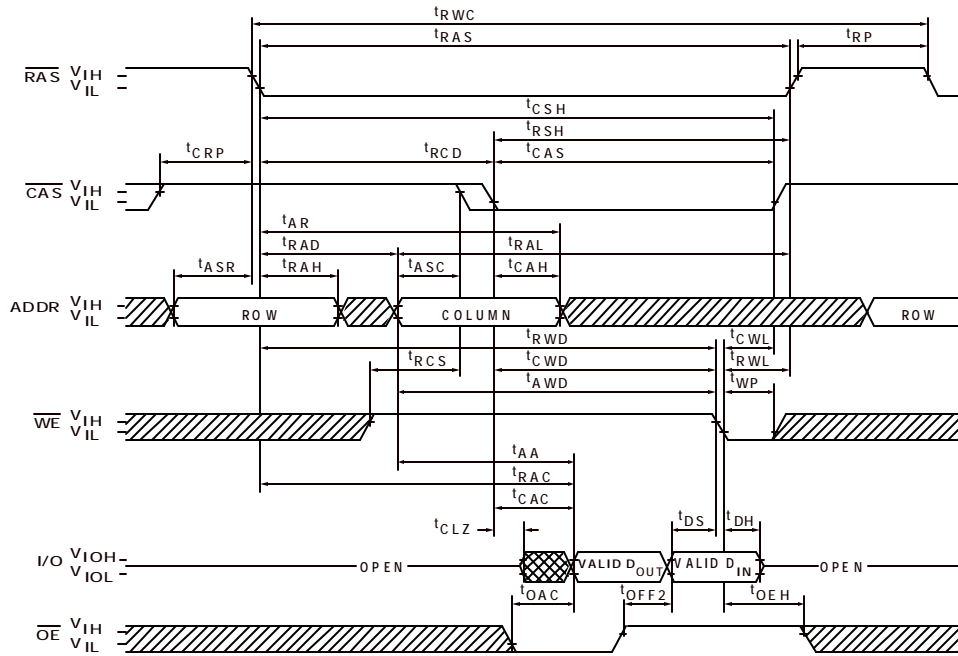 tRWC
tRAS
tRP
RAS VIH
VIL
tCSH
tRSH
tCRP
tRCD
tCAS
CAS VIH
VIL
tAR
tRAD
tRAL
tASR
tRAH
tASC
tCAH
ADDR VIH
VIL
ROW
COLUMN
ROW
tRWD
tCWL
tRCS
tCWD
tRWL
tAWD
tWP
WE VIH
VIL
tAA
tRAC
tCAC
tCLZ
tDS
tDH
I/O VIOH
VIOL
OPEN
VALID DOUT
VALID DIN
OPEN
tOAC
tOFF2
tOEH
OE VIH
VIL